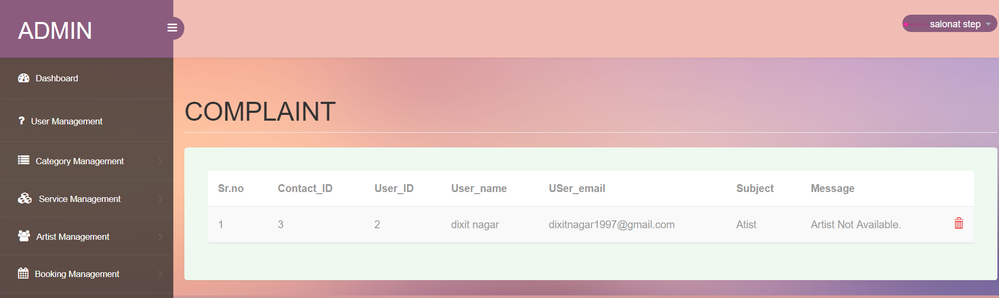 ADMIN
salonat step
Dashboard
? User Management
Category Management
Service Management
Artist Management
Booking Management
COMPLAINT
Sr.no Contact_ID User_ID User_name USer_email Subject Message
1 3 2 dixit nagar dixitnagar1997@gmail.com Atist Artist Not Available.